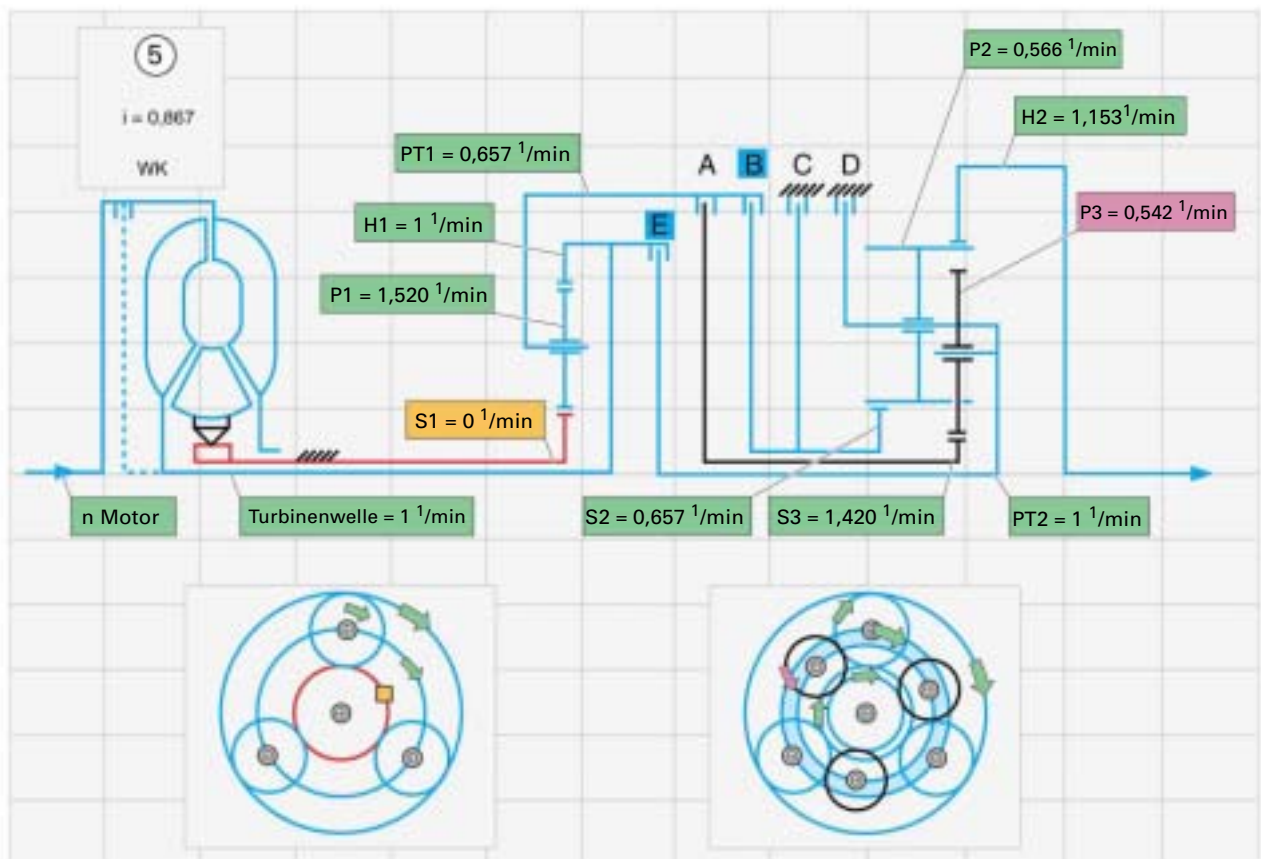 5
i = 0,867
WK
P2 = 0,566 1/min
H2 = 1,153 1/min
PT1 = 0,657 1/min
A B C D
H1 = 1 1/min
E
P3 = 0,542 1/min
P1 = 1,520 1/min
S1 = 0 1/min
n Motor
Turbinenwelle = 1 1/min
S2 = 0,657 1/min
S3 = 1,420 1/min
PT2 = 1 1/min